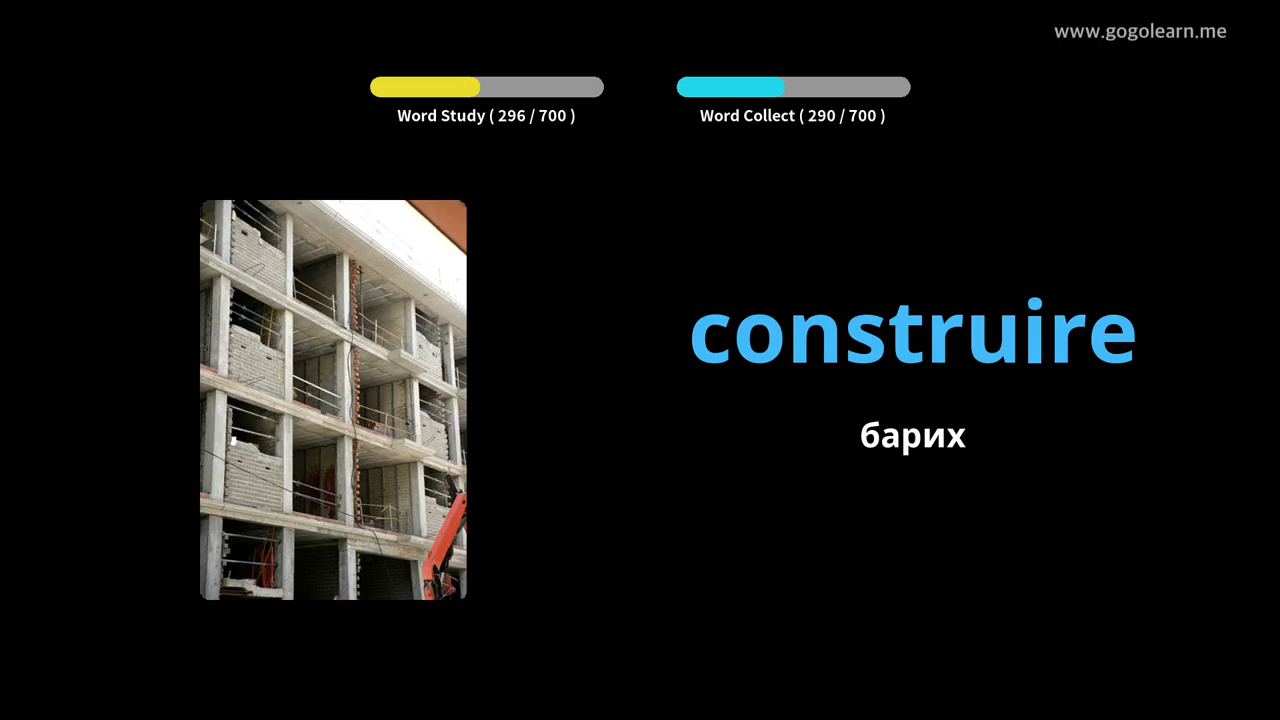 www.gogolearn.me
Word Study ( 296 / 700 )
Word Collect ( 290 / 700 )
construire
барих